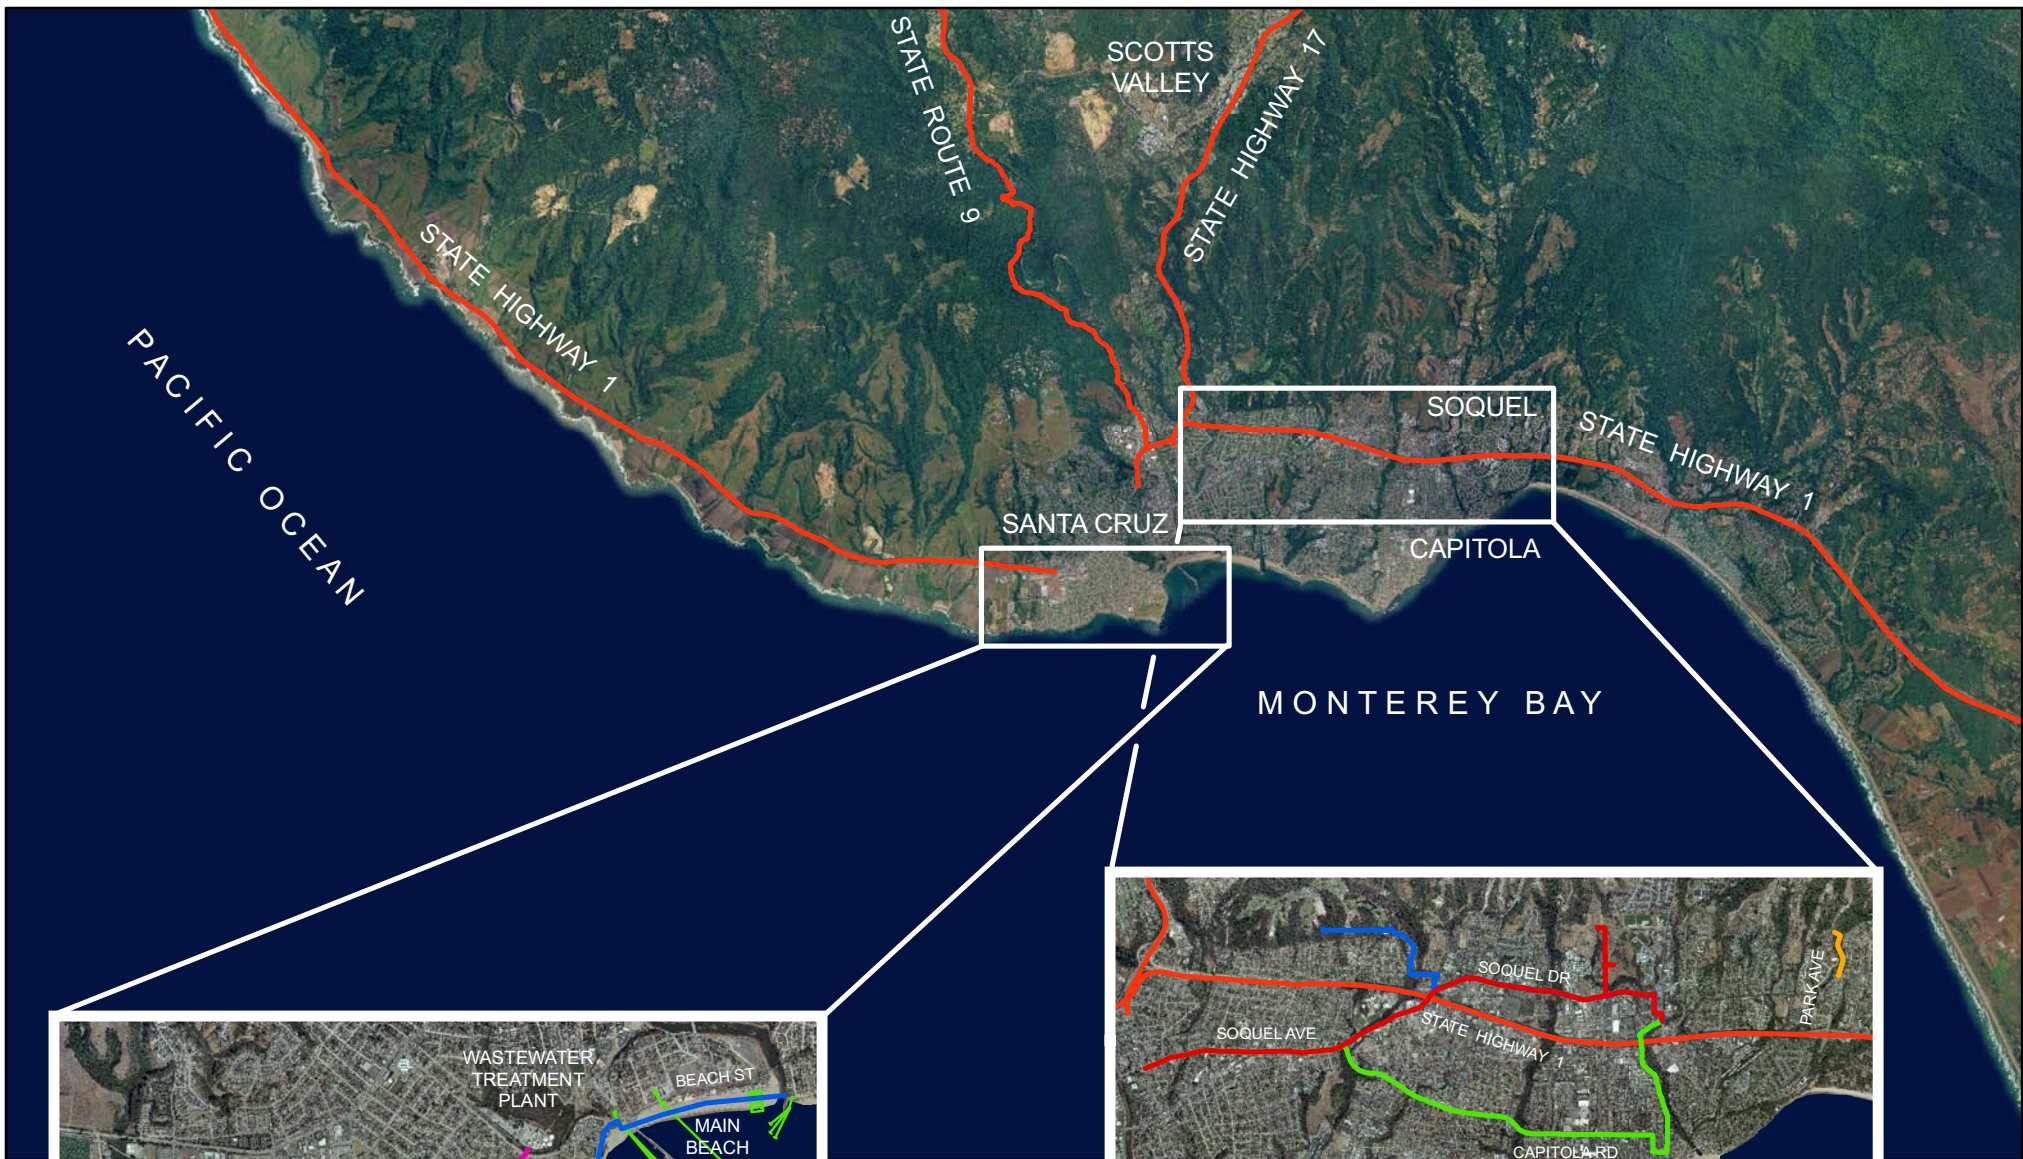 STATE ROUTE 9
SCOTTS
VALLEY
STATE HIGHWAY 17
STATE HIGHWAY 1
PACIFIC OCEAN
SOQUEL
STATE HIGHWAY 1
SANTA CRUZ
CAPITOLA
MONTEREY BAY
WASTEWATER
TREATMENT
PLANT
BEACH ST
MAIN
BEACH
SOQUEL DR
PARK AVE
SOQUEL AVE
STATE HIGHWAY 1
CAPITOLA RD